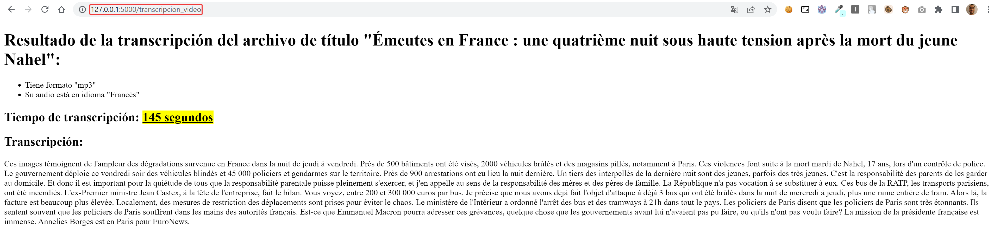 127.0.0.1:5000/transcripcion_video
Resultado de la transcripción del archivo de título "Émeutes en France : une quatrième nuit sous haute tension après la mort du jeune
Nahel":
• Tiene formato "mp3"
• Su audio está en idioma "Francés"
Tiempo de transcripción: 145 segundos
Transcripción:
Ces images témoignent de l'ampleur des dégradations survenue en France dans la nuit de jeudi à vendredi. Près de 500 bâtiments ont été visés, 2000 véhicules brûlés et des magasins pillés, notamment à Paris. Ces violences font suite à la mort mardi de Nahel, 17 ans, lors d'un contrôle de police.
Le gouvernement déploie ce vendredi soir des véhicules blindés et 45 000 policiers et gendarmes sur le territoire. Près de 900 arrestations ont eu lieu la nuit dernière. Un tiers des interpellés de la dernière nuit sont des jeunes, parfois des très jeunes. C'est la responsabilité des parents de les garder
au domicile. Et donc il est important pour la quiétude de tous que la responsabilité parentale puisse pleinement s'exercer, et j'en appelle au sens de la responsabilité des mères et des pères de famille. La République n'a pas vocation à se substituer à eux. Ces bus de la RATP, les transports parisiens,
ont été incendiés. L'ex-Premier ministre Jean Castex, à la tête de l'entreprise, fait le bilan. Vous voyez, entre 200 et 300 000 euros par bus. Je précise que nous avons déjà fait l'objet d'attaque à déjà 3 bus qui ont été brûlés dans la nuit de mercredi à jeudi, plus une rame entière de tram. Alors là, la
facture est beaucoup plus élevée. Localement, des mesures de restriction des déplacements sont prises pour éviter le chaos. Le ministère de l'Intérieur a ordonné l'arrêt des bus et des tramways à 21h dans tout le pays. Les policiers de Paris disent que les policiers de Paris sont très étonnants. Ils
sentent souvent que les policiers de Paris souffrent dans les mains des autorités français. Est-ce que Emmanuel Macron pourra adresser ces grévances, quelque chose que les gouvernements avant lui n'avaient pas pu faire, ou qu'ils n'ont pas voulu faire? La mission de la présidente française est
immense. Annelies Borges est en Paris pour EuroNews.